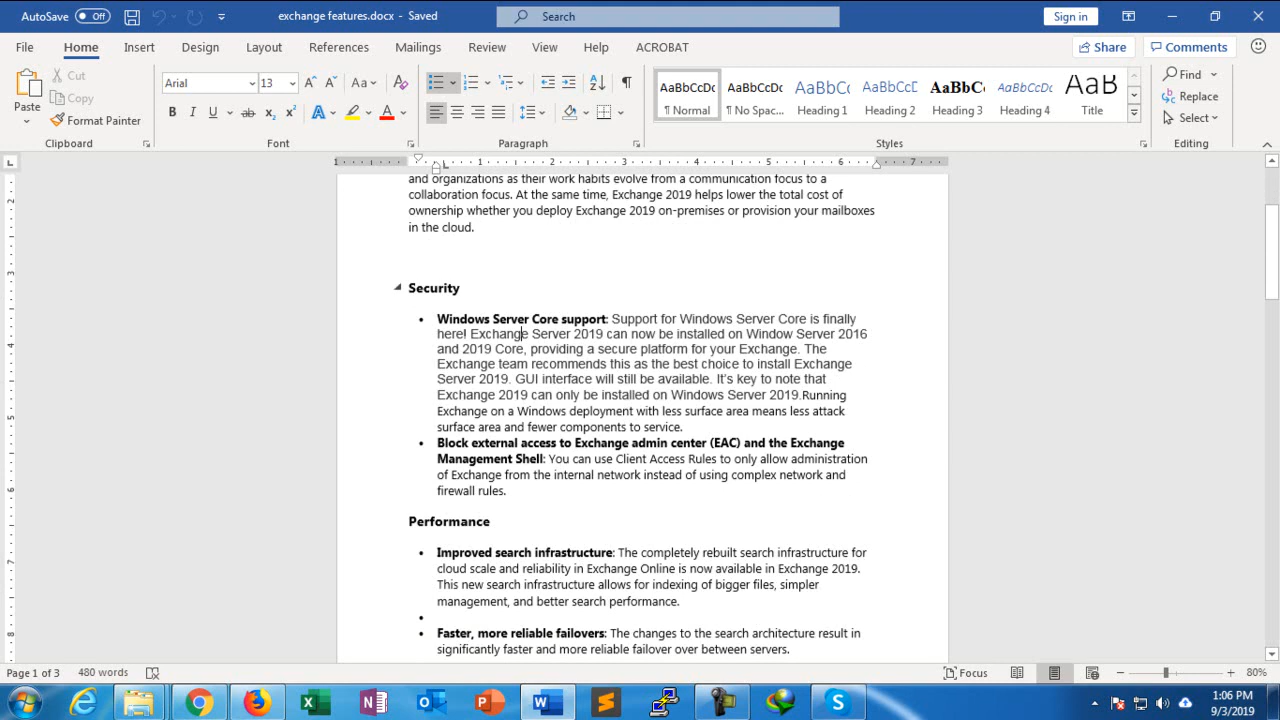 AutoSave Off exchange features.docx - Saved Search Sign in
File Home Insert Design Layout References Mailings Review View Help ACROBAT Share Comments
Paste Cut Copy Format Painter Arial 13 AaBbCcDc AaBbCcDc AaBbCc AaBbCcD AaBbCc AaBbCcDc AaB Find Replace Select
¶ Normal ¶ No Spac... Heading 1 Heading 2 Heading 3 Heading 4 Title
Clipboard Font Paragraph Styles Editing
1 1 2 3 4 5 6 7
and organizations as their work habits evolve from a communication focus to a
collaboration focus. At the same time, Exchange 2019 helps lower the total cost of
ownership whether you deploy Exchange 2019 on-premises or provision your mailboxes
in the cloud.
Security
• Windows Server Core support: Support for Windows Server Core is finally
here! Exchange Server 2019 can now be installed on Window Server 2016
and 2019 Core, providing a secure platform for your Exchange. The
Exchange team recommends this as the best choice to install Exchange
Server 2019. GUI interface will still be available. It's key to note that
Exchange 2019 can only be installed on Windows Server 2019.Running
Exchange on a Windows deployment with less surface area means less attack
surface area and fewer components to service.
• Block external access to Exchange admin center (EAC) and the Exchange
Management Shell: You can use Client Access Rules to only allow administration
of Exchange from the internal network instead of using complex network and
firewall rules.
Performance
• Improved search infrastructure: The completely rebuilt search infrastructure for
cloud scale and reliability in Exchange Online is now available in Exchange 2019.
This new search infrastructure allows for indexing of bigger files, simpler
management, and better search performance.
•
• Faster, more reliable failovers: The changes to the search architecture result in
significantly faster and more reliable failover over between servers.
Page 1 of 3 480 words Focus 80%
1:06 PM
9/3/2019